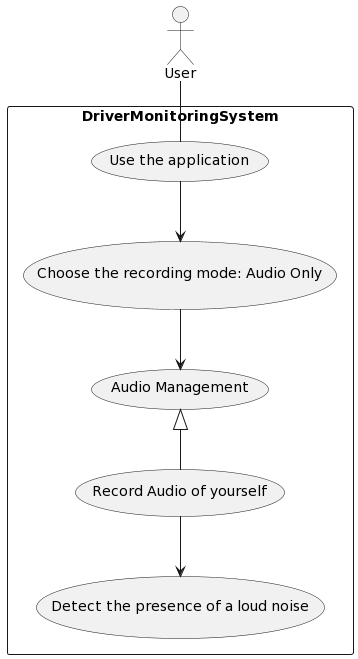 User
DriverMonitoringSystem
Use the application
Choose the recording mode: Audio Only
Audio Management
Record Audio of yourself
Detect the presence of a loud noise